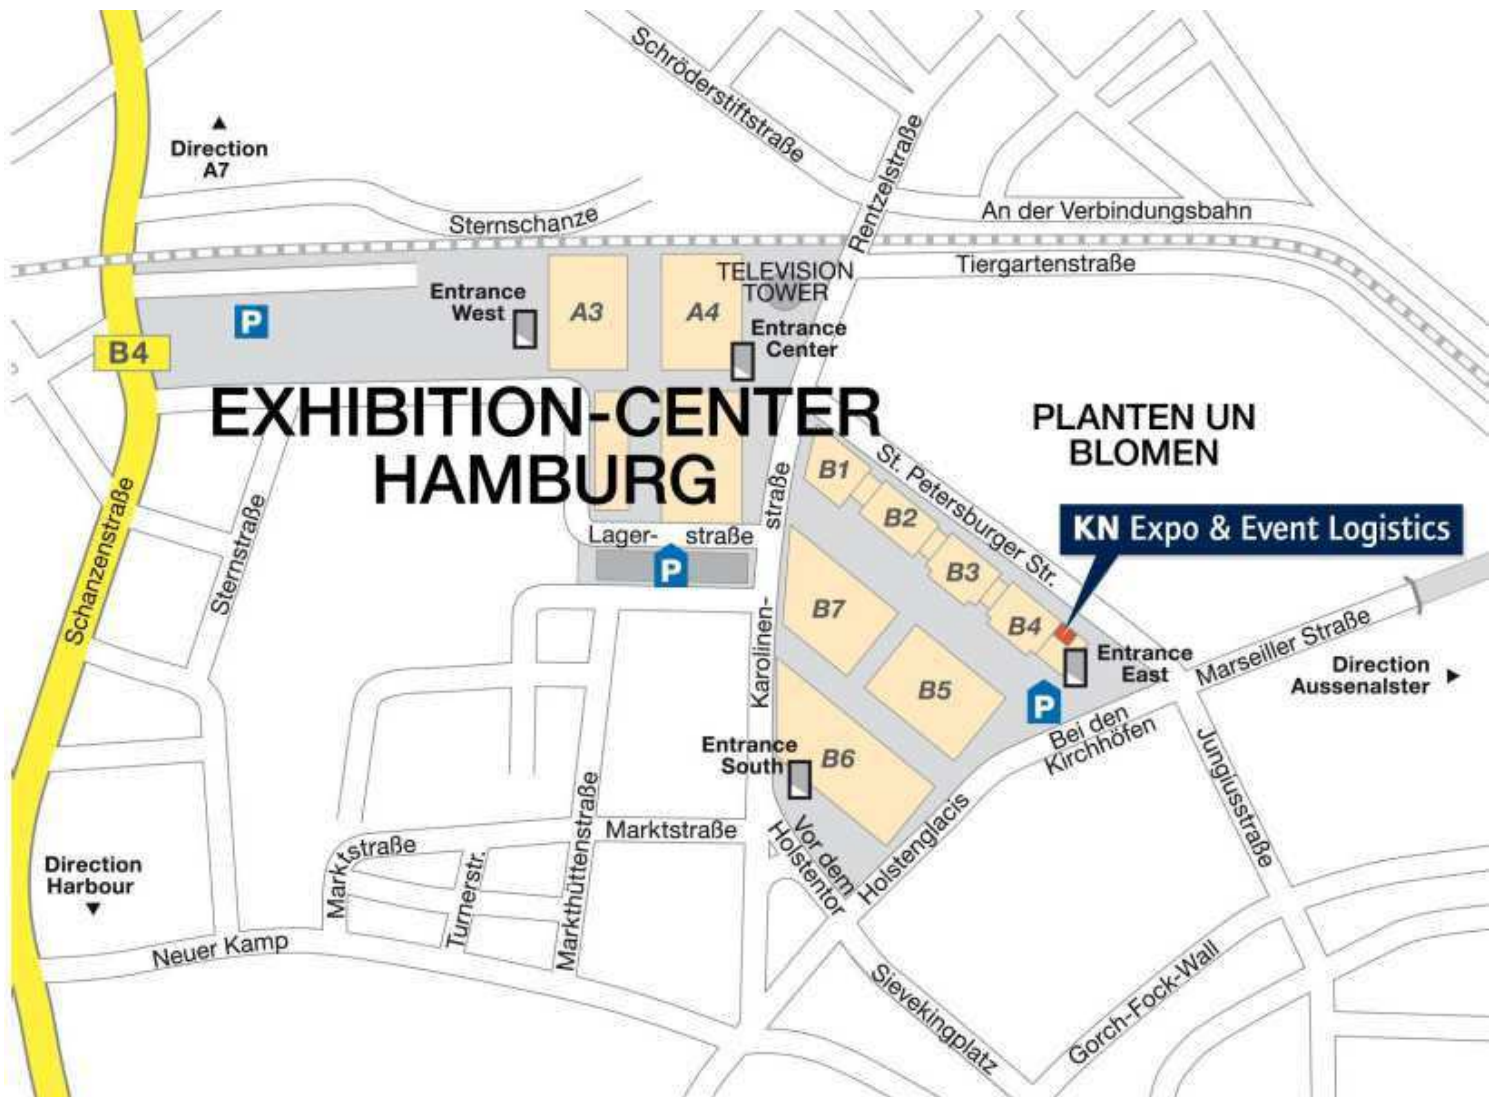 Schröderstiftstraße
Direction
A7
Rentzelstraße
Sternschanze
An der Verbindungsbahn
Tiergartenstraße
TELEVISION
TOWER
Entrance
West
A3
A4
P
Entrance
Center
B4
EXHIBITION-CENTER
HAMBURG
PLANTEN UN
BLOMEN
B1
St. Petersburger Str.
B2
KN Expo & Event Logistics
Schanzenstraße
Sternstraße
Lager- straße
P
Karolinen- straße
B3
B7
B4
Entrance
East
Marseiller Straße
Direction
Aussenalster
B5
P
Bei den
Kirchhöfen
Jungiusstraße
Entrance
South
B6
Marktstraße
Marktstraße
Markthüttenstraße
Vor dem
Holstentor
Holstenglacis
Direction
Harbour
Marktstraße
Turnerstr.
Neuer Kamp
Sievekingplatz
Gorch-Fock-Wall